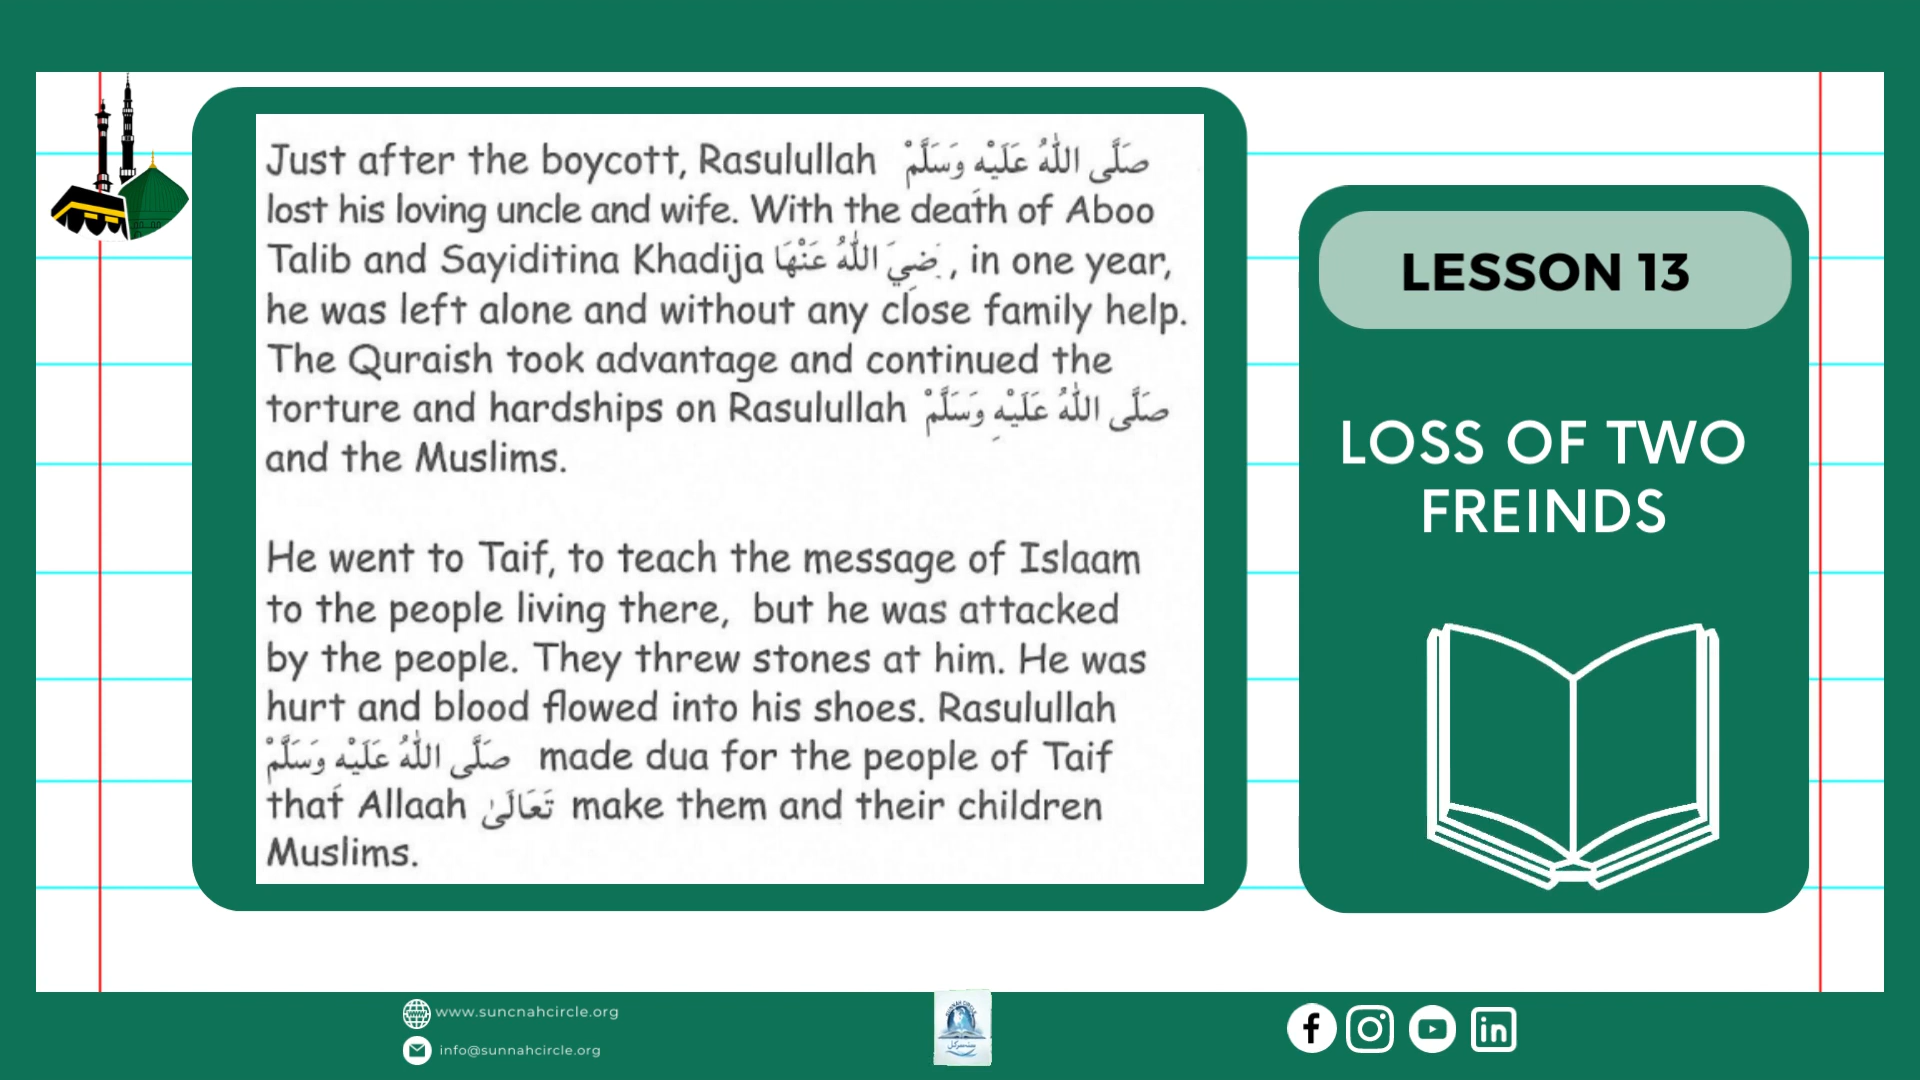 Just after the boycott, Rasulullah صَلَّى اللّٰهُ عَلَيْهِ وَسَلَّمْ
lost his loving uncle and wife. With the death of Aboo
Talib and Sayiditina Khadija ضِيَ اللّٰهُ عَنْهَا, in one year,
he was left alone and without any close family help.
The Quraish took advantage and continued the
torture and hardships on Rasulullah صَلَّى اللّٰهُ عَلَيْهِ وَسَلَّمْ
and the Muslims.
He went to Taif, to teach the message of Islaam
to the people living there, but he was attacked
by the people. They threw stones at him. He was
hurt and blood flowed into his shoes. Rasulullah
صَلَّى اللّٰهُ عَلَيْهِ وَسَلَّمْ made dua for the people of Taif
that Allaah تَعَالَىٰ make them and their children
Muslims.
LESSON 13
LOSS OF TWO
FREINDS
www.suncnahcircle.org
info@sunnahcircle.org